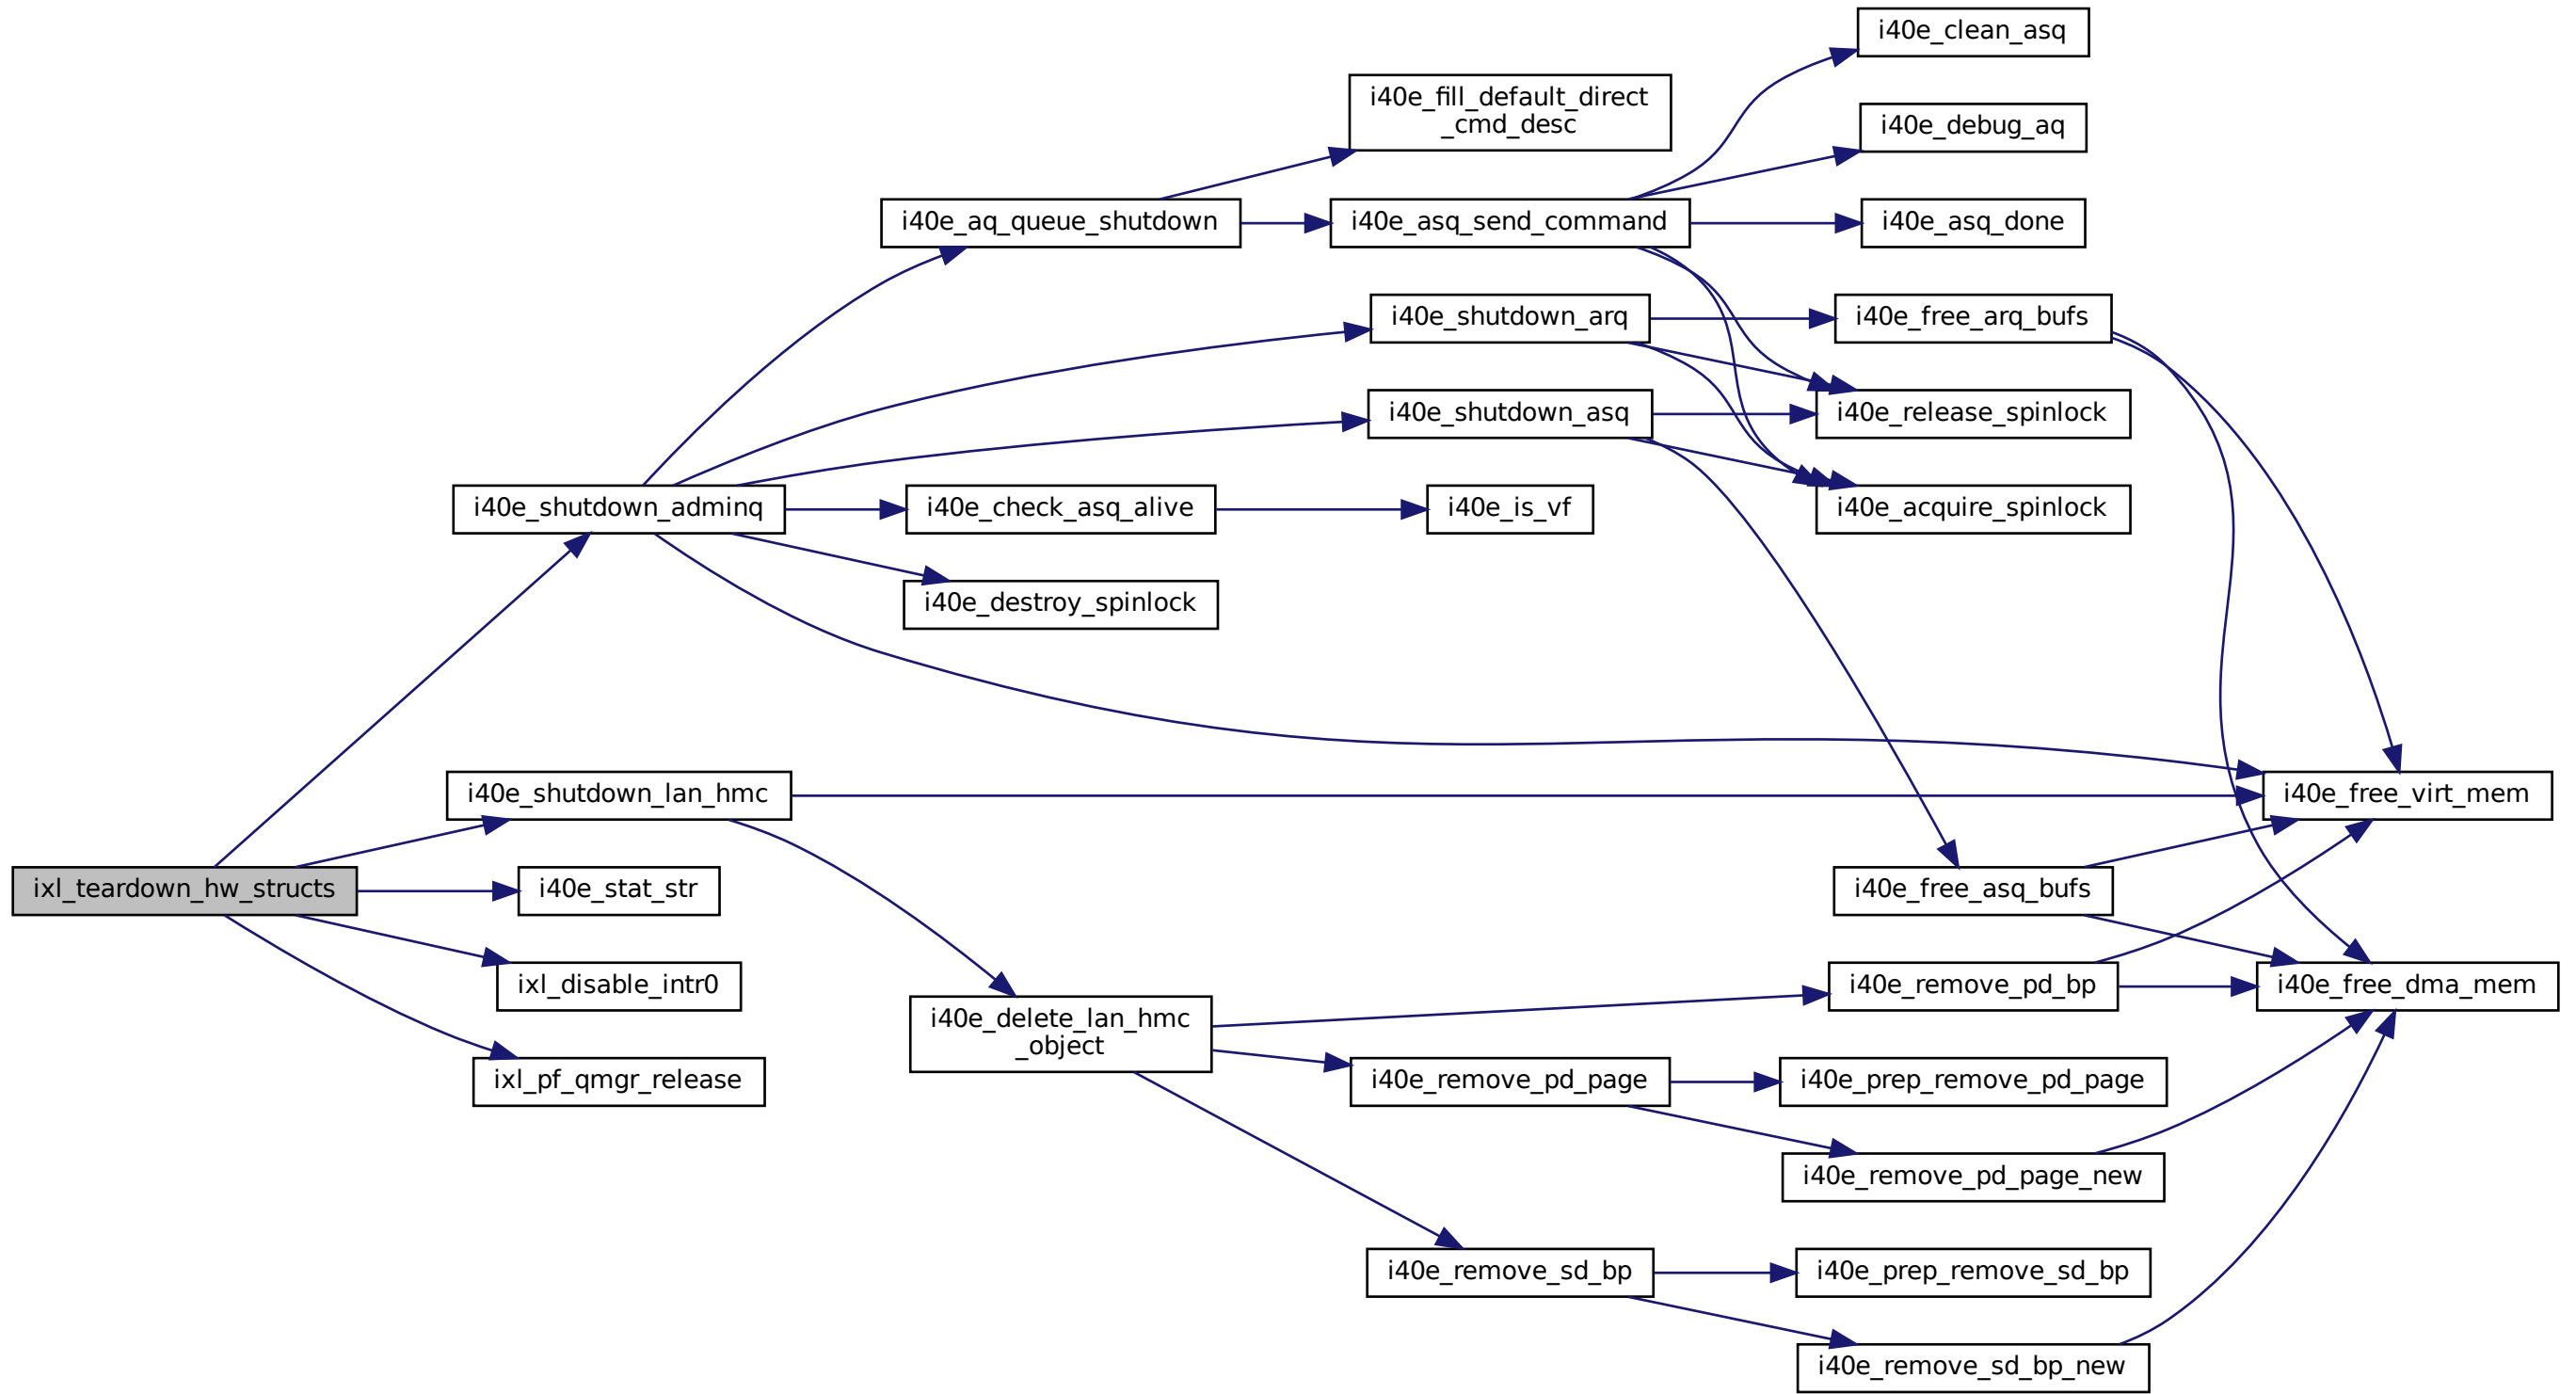 i40e_clean_asq
i40e_fill_default_direct
_cmd_desc
i40e_debug_aq
i40e_aq_queue_shutdown
i40e_asq_send_command
i40e_asq_done
i40e_shutdown_arq
i40e_free_arq_bufs
i40e_shutdown_asq
i40e_release_spinlock
i40e_shutdown_adminq
i40e_check_asq_alive
i40e_is_vf
i40e_acquire_spinlock
i40e_destroy_spinlock
i40e_shutdown_lan_hmc
i40e_free_virt_mem
ixl_teardown_hw_structs
i40e_stat_str
i40e_free_asq_bufs
ixl_disable_intr0
i40e_remove_pd_bp
i40e_free_dma_mem
i40e_delete_lan_hmc
_object
ixl_pf_qmgr_release
i40e_remove_pd_page
i40e_prep_remove_pd_page
i40e_remove_pd_page_new
i40e_remove_sd_bp
i40e_prep_remove_sd_bp
i40e_remove_sd_bp_new